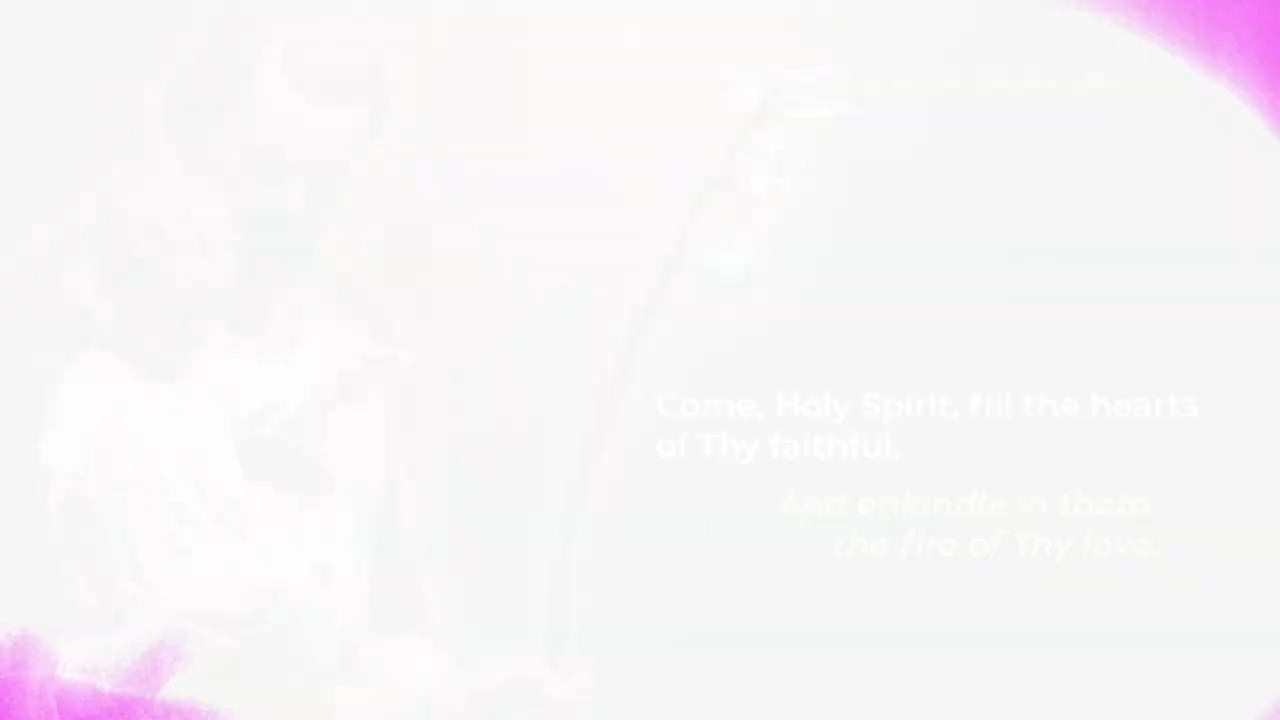 Come, Holy Spirit, fill the hearts
of Thy faithful.
And enkindle in them
the fire of Thy love.